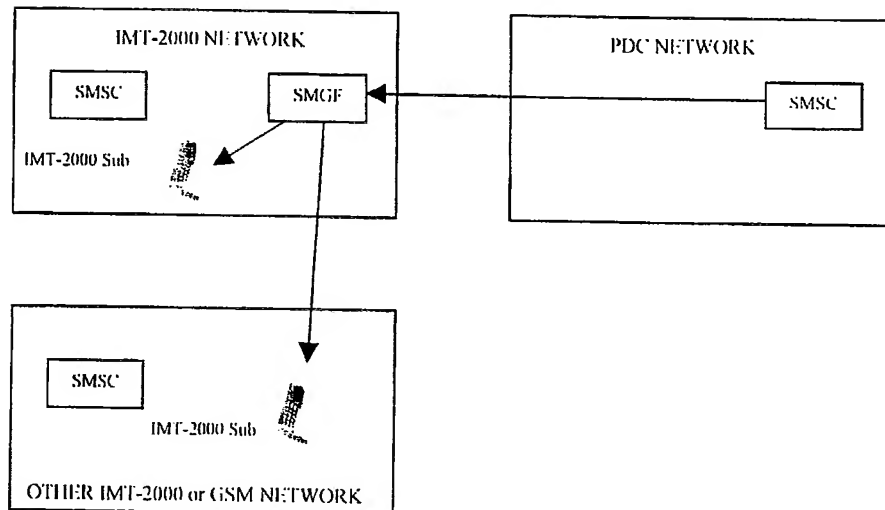 IMT-2000 NETWORK
PDC NETWORK
SMSC
SMGF
SMSC
IMT-2000 Sub
SMSC
IMT-2000 Sub
OTHER IMT-2000 or GSM NETWORK